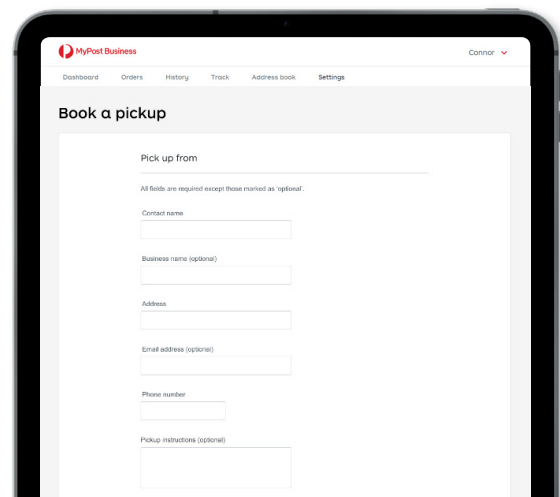 MyPost Business
Connor
Dashboard Orders History Track Address book Settings
Book a pickup
Pick up from
All fields are required except those marked as 'optional'.
Contact name
Business name (optional)
Address
Email address (optional)
Phone number
Pickup instructions (optional)